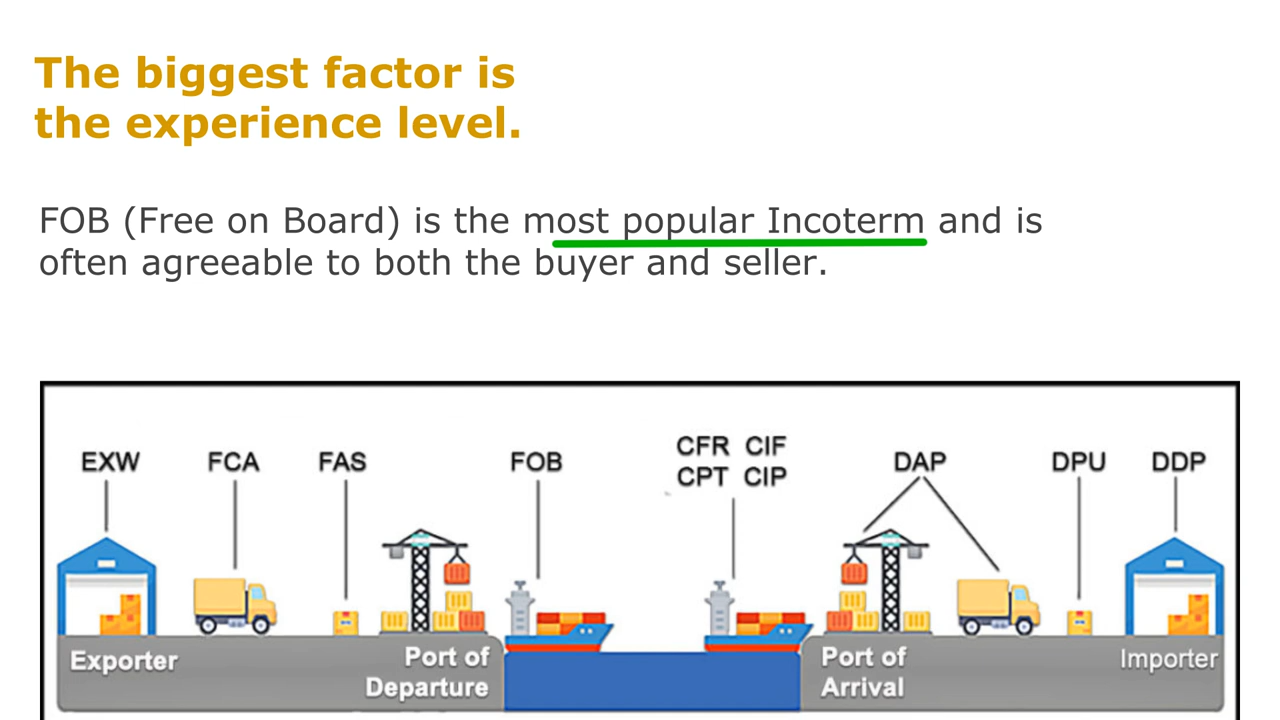 The biggest factor is
the experience level.
FOB (Free on Board) is the most popular Incoterm and is
often agreeable to both the buyer and seller.
EXW FCA FAS FOB CFR CIF DAP DPU DDP
CPT CIP
Exporter Port of Port of Importer
Departure Arrival